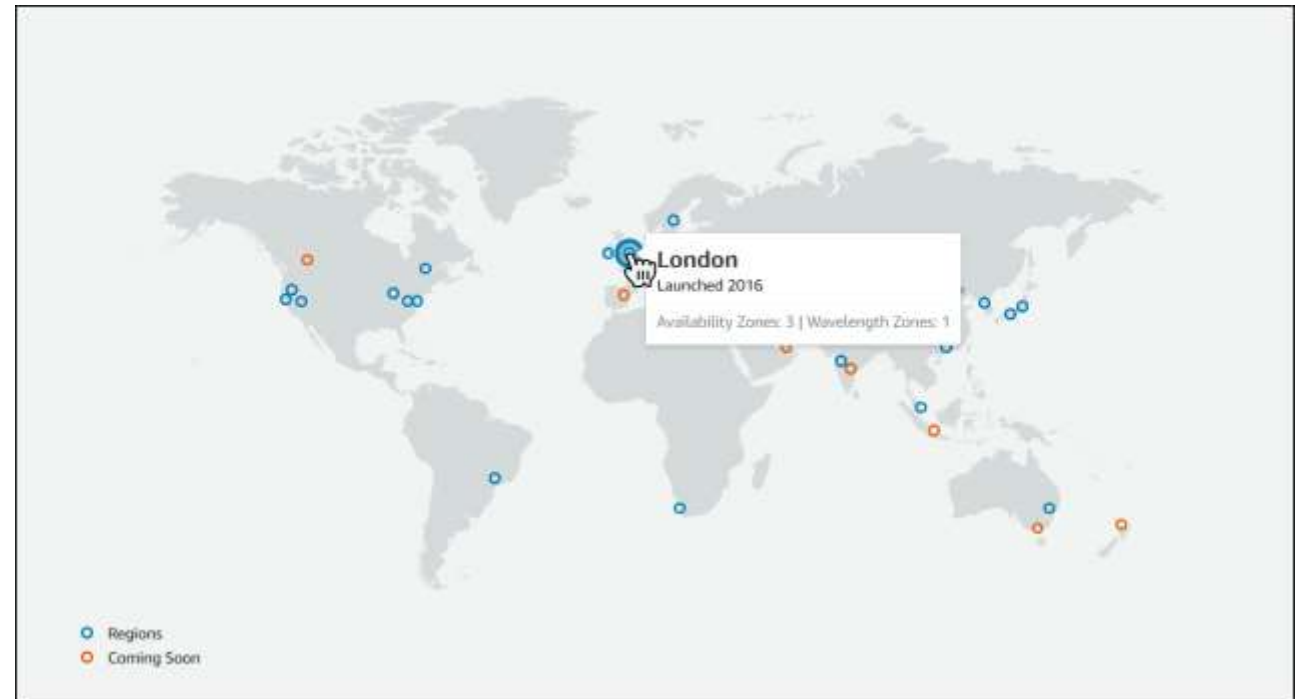 London
Launched 2016
Availability Zones: 3 | Wavelength Zones: 1
Regions
Coming Soon